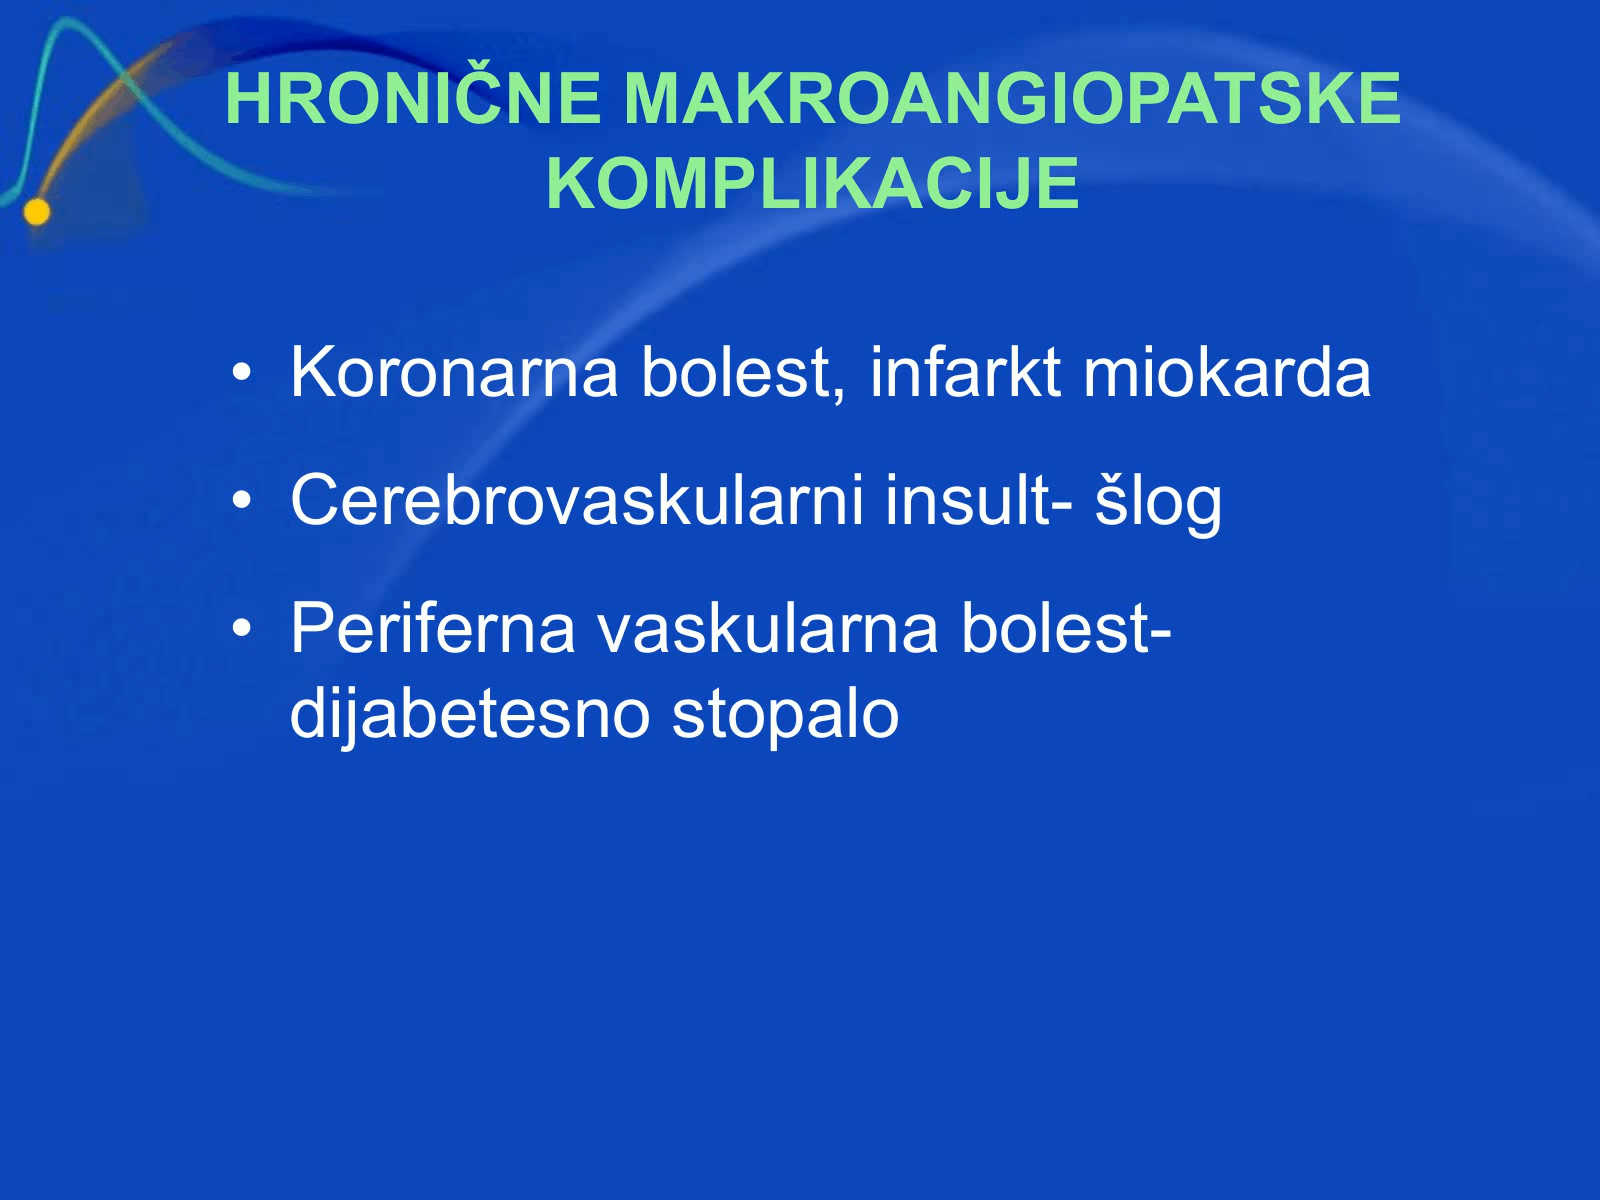 HRONIČNE MAKROANGIOPATSKE
KOMPLIKACIJE
• Koronarna bolest, infarkt miokarda
• Cerebrovaskularni insult- šlog
• Periferna vaskularna bolest-
dijabetesno stopalo